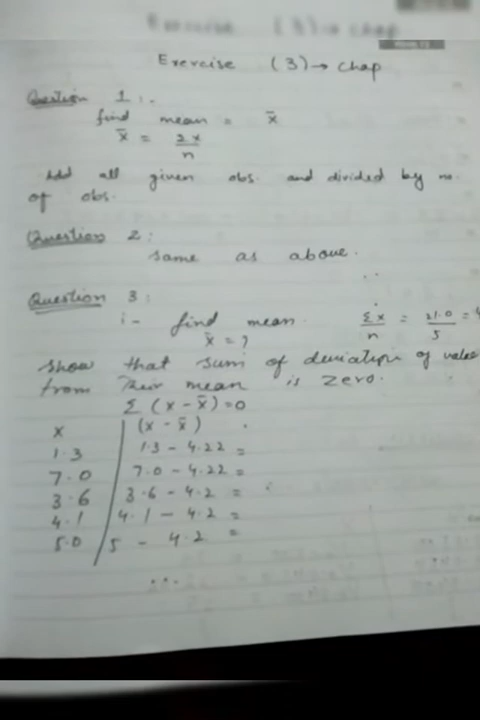 Exercise (3) → chap
Question 1:-
find mean = x̄
x̄ = Σx/n
Add all given obs. and divided by no.
of obs.
Question 2:
same as above.
Question 3:
i- find mean. Σx/n = 21.0/5 = 4
x̄ = ?
Show that sum of deviation of value
from their mean is zero.
Σ (x - x̄) = 0
x (x - x̄)
1.3 1.3 - 4.22 =
7.0 7.0 - 4.22 =
3.6 3.6 - 4.2 =
4.1 4.1 - 4.2 =
5.0 5 - 4.2 =